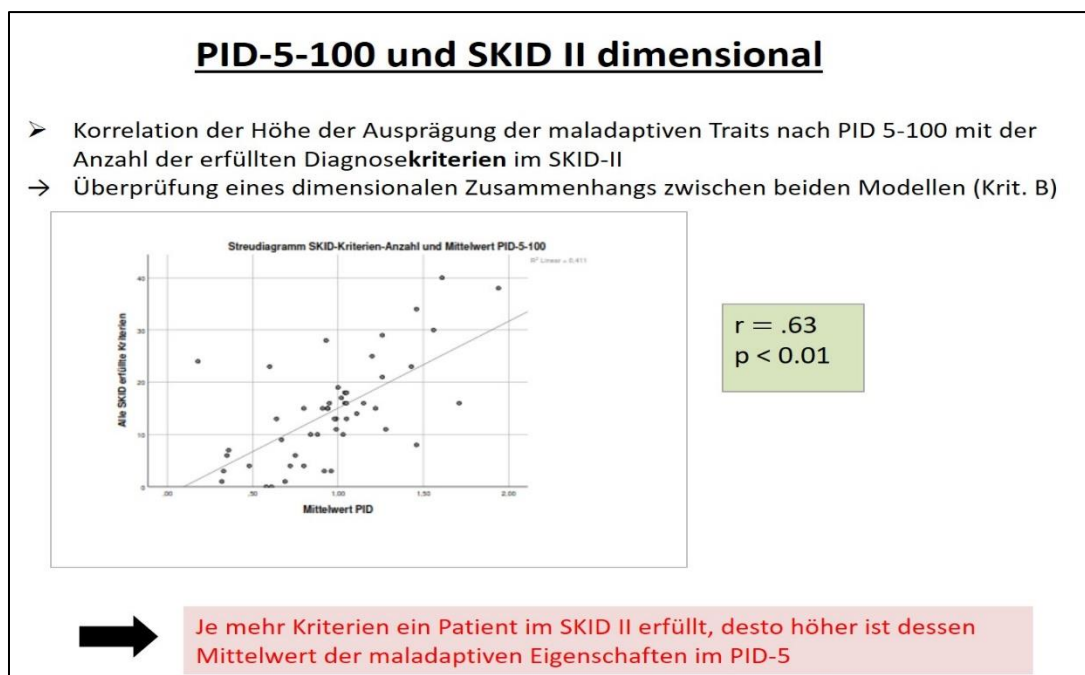 PID-5-100 und SKID II dimensional
➢ Korrelation der Höhe der Ausprägung der maladaptiven Traits nach PID 5-100 mit der
Anzahl der erfüllten Diagnosekriterien im SKID-II
→ Überprüfung eines dimensionalen Zusammenhangs zwischen beiden Modellen (Krit. B)
Streudiagramm SKID-Kriterien-Anzahl und Mittelwert PID-5-100
R² Linear = 0,411
Alle SKID erfüllte Kriterien
40
30
20
10
0
,00 ,50 1,00 1,50 2,00
Mittelwert PID
r = .63
p < 0.01
Je mehr Kriterien ein Patient im SKID II erfüllt, desto höher ist dessen
Mittelwert der maladaptiven Eigenschaften im PID-5